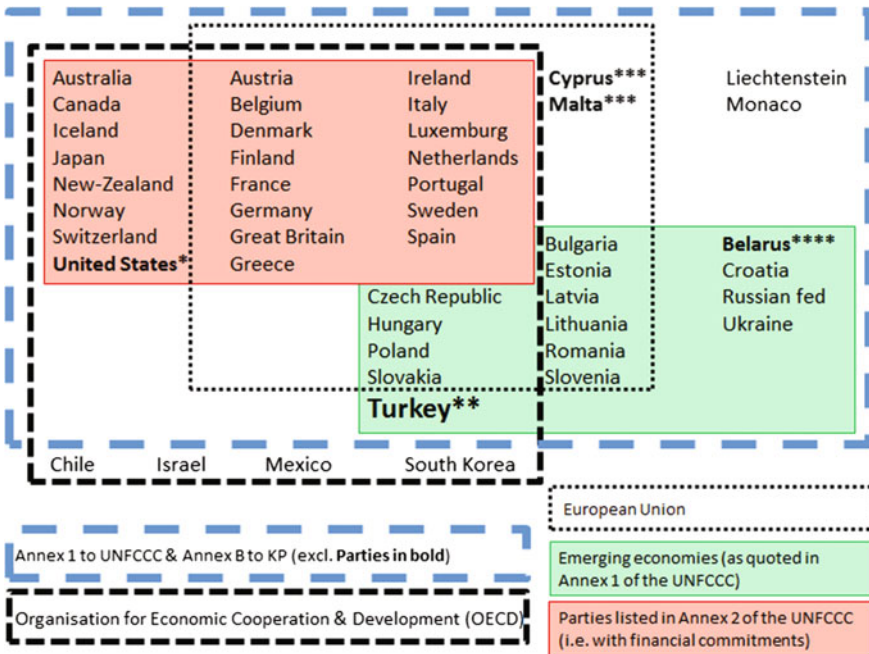 Australia Austria Ireland Cyprus*** Liechtenstein
Canada Belgium Italy Malta*** Monaco
Iceland Denmark Luxemburg
Japan Finland Netherlands
New-Zealand France Portugal
Norway Germany Sweden
Switzerland Great Britain Spain Bulgaria Belarus****
United States* Greece Estonia Croatia
Czech Republic Latvia Russian fed
Hungary Lithuania Ukraine
Poland Romania
Slovakia Slovenia
Turkey**
Chile Israel Mexico South Korea
European Union
Annex 1 to UNFCCC & Annex B to KP (excl. Parties in bold)
Emerging economies (as quoted in
Annex 1 of the UNFCCC)
Organisation for Economic Cooperation & Development (OECD)
Parties listed in Annex 2 of the UNFCCC
(i.e. with financial commitments)